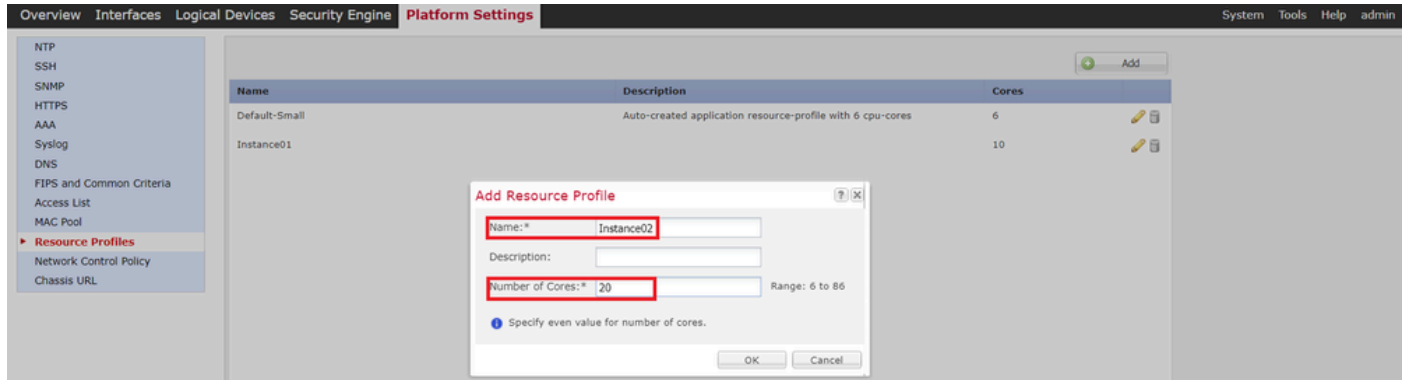 Overview Interfaces Logical Devices Security Engine Platform Settings System Tools Help admin
NTP
SSH
SNMP
HTTPS
AAA
Syslog
DNS
FIPS and Common Criteria
Access List
MAC Pool
Resource Profiles
Network Control Policy
Chassis URL
Add
Name Description Cores
Default-Small Auto-created application resource-profile with 6 cpu-cores 6
Instance01 10
Add Resource Profile
Name:* Instance02
Description:
Number of Cores:* 20 Range: 6 to 86
Specify even value for number of cores.
OK Cancel